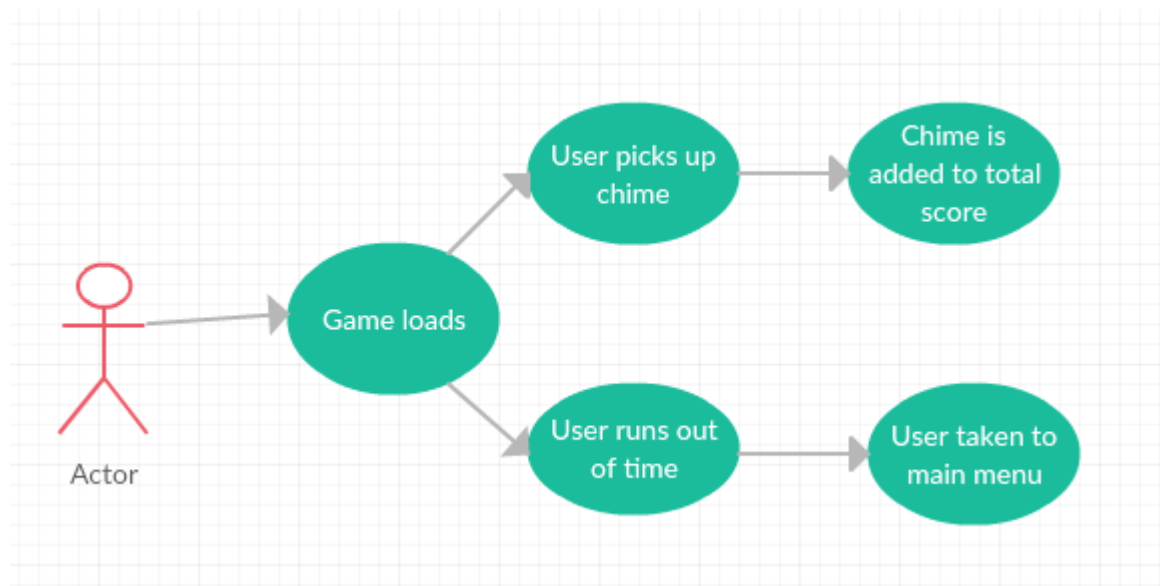 Actor
Game loads
User picks up
chime
Chime is
added to total
score
User runs out
of time
User taken to
main menu